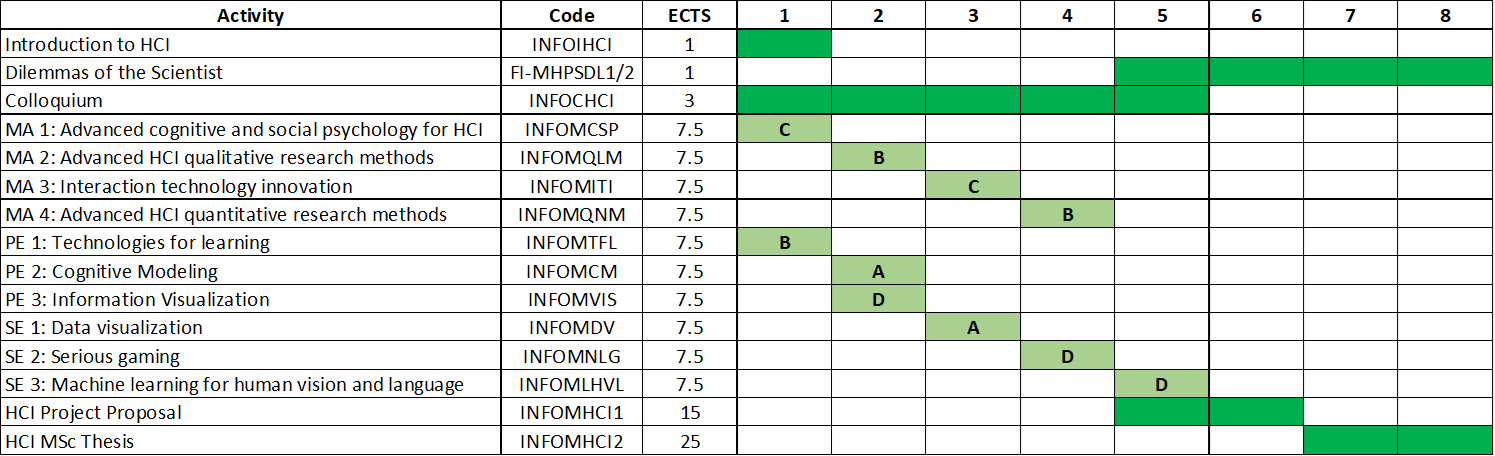 Activity Code ECTS 1 2 3 4 5 6 7 8
Introduction to HCI INFOIHCI 1
Dilemmas of the Scientist FI-MHPSDL1/2 1
Colloquium INFOCHCI 3
MA 1: Advanced cognitive and social psychology for HCI INFOMCSP 7.5 C
MA 2: Advanced HCI qualitative research methods INFOMQLM 7.5 B
MA 3: Interaction technology innovation INFOMITI 7.5 C
MA 4: Advanced HCI quantitative research methods INFOMQNM 7.5 B
PE 1: Technologies for learning INFOMTFL 7.5 B
PE 2: Cognitive Modeling INFOMCM 7.5 A
PE 3: Information Visualization INFOMVIS 7.5 D
SE 1: Data visualization INFOMDV 7.5 A
SE 2: Serious gaming INFOMNLG 7.5 D
SE 3: Machine learning for human vision and language INFOMLHVL 7.5 D
HCI Project Proposal INFOMHCI1 15
HCI MSc Thesis INFOMHCI2 25